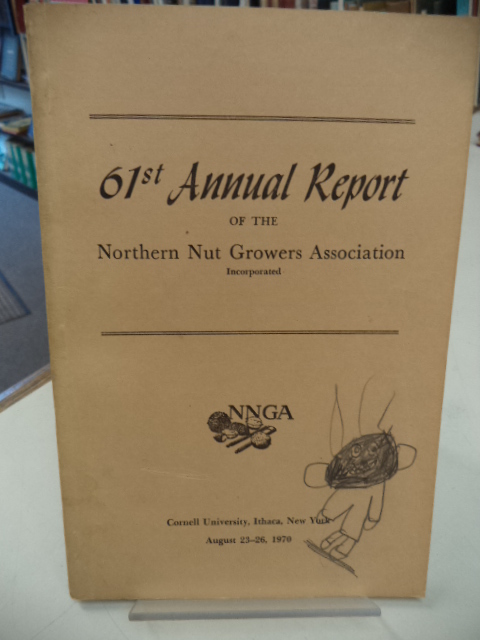 61st Annual Report
OF THE
Northern Nut Growers Association
Incorporated
NNGA
Cornell University, Ithaca, New York
August 23-26, 1970